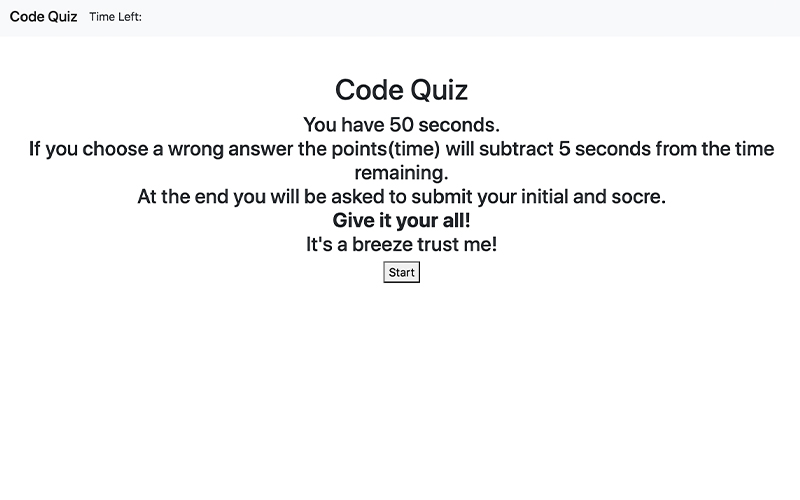 Code Quiz Time Left:
Code Quiz
You have 50 seconds.
If you choose a wrong answer the points(time) will subtract 5 seconds from the time
remaining.
At the end you will be asked to submit your initial and socre.
Give it your all!
It's a breeze trust me!
Start